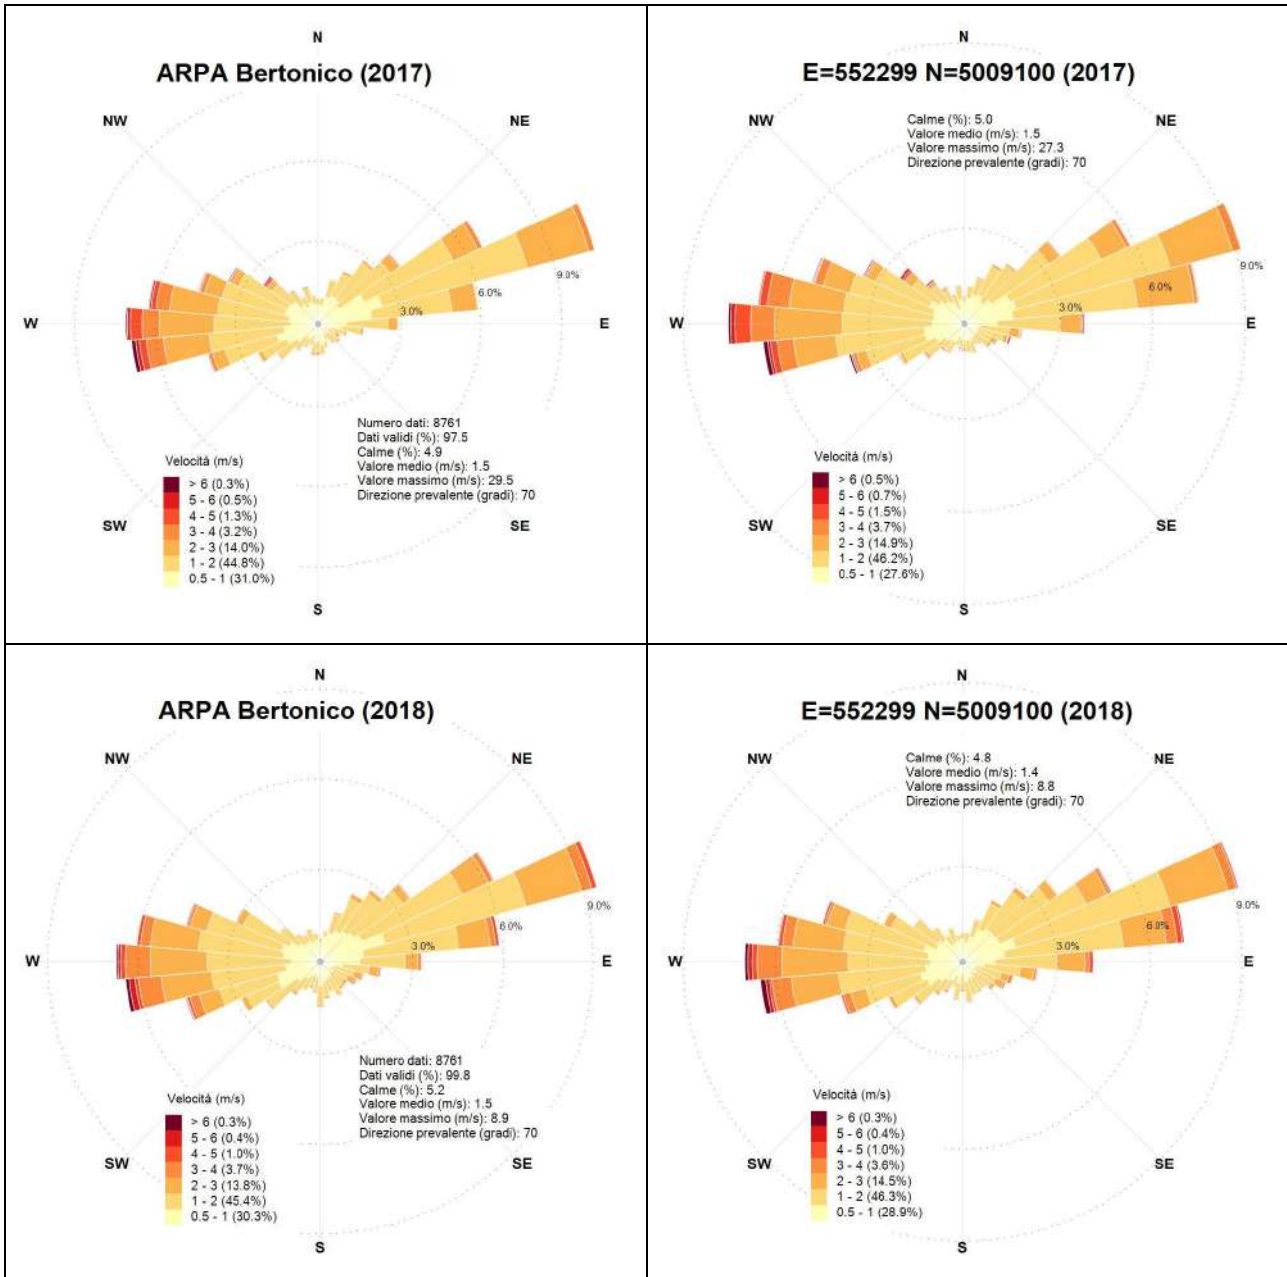 N
ARPA Bertonico (2017)
NW
NE
W
E
9.0%
6.0%
3.0%
Numero dati: 8761
Dati validi (%): 97.5
Calme (%): 4.9
Valore medio (m/s): 1.5
Valore massimo (m/s): 29.5
Direzione prevalente (gradi): 70
Velocità (m/s)
> 6 (0.3%)
5 - 6 (0.5%)
4 - 5 (1.3%)
3 - 4 (3.2%)
2 - 3 (14.0%)
1 - 2 (44.8%)
0.5 - 1 (31.0%)
SW
SE
S
N
E=552299 N=5009100 (2017)
Calme (%): 5.0
Valore medio (m/s): 1.5
Valore massimo (m/s): 27.3
Direzione prevalente (gradi): 70
NW
NE
W
E
9.0%
6.0%
3.0%
Velocità (m/s)
> 6 (0.5%)
5 - 6 (0.7%)
4 - 5 (1.5%)
3 - 4 (3.7%)
2 - 3 (14.9%)
1 - 2 (46.2%)
0.5 - 1 (27.6%)
SW
SE
S
N
ARPA Bertonico (2018)
NW
NE
W
E
9.0%
6.0%
3.0%
Numero dati: 8761
Dati validi (%): 99.8
Calme (%): 5.2
Valore medio (m/s): 1.5
Valore massimo (m/s): 8.9
Direzione prevalente (gradi): 70
Velocità (m/s)
> 6 (0.3%)
5 - 6 (0.4%)
4 - 5 (1.0%)
3 - 4 (3.7%)
2 - 3 (13.8%)
1 - 2 (45.4%)
0.5 - 1 (30.3%)
SW
SE
S
N
E=552299 N=5009100 (2018)
Calme (%): 4.8
Valore medio (m/s): 1.4
Valore massimo (m/s): 8.8
Direzione prevalente (gradi): 70
NW
NE
W
E
9.0%
6.0%
3.0%
Velocità (m/s)
> 6 (0.3%)
5 - 6 (0.4%)
4 - 5 (1.0%)
3 - 4 (3.6%)
2 - 3 (14.5%)
1 - 2 (46.3%)
0.5 - 1 (28.9%)
SW
SE
S